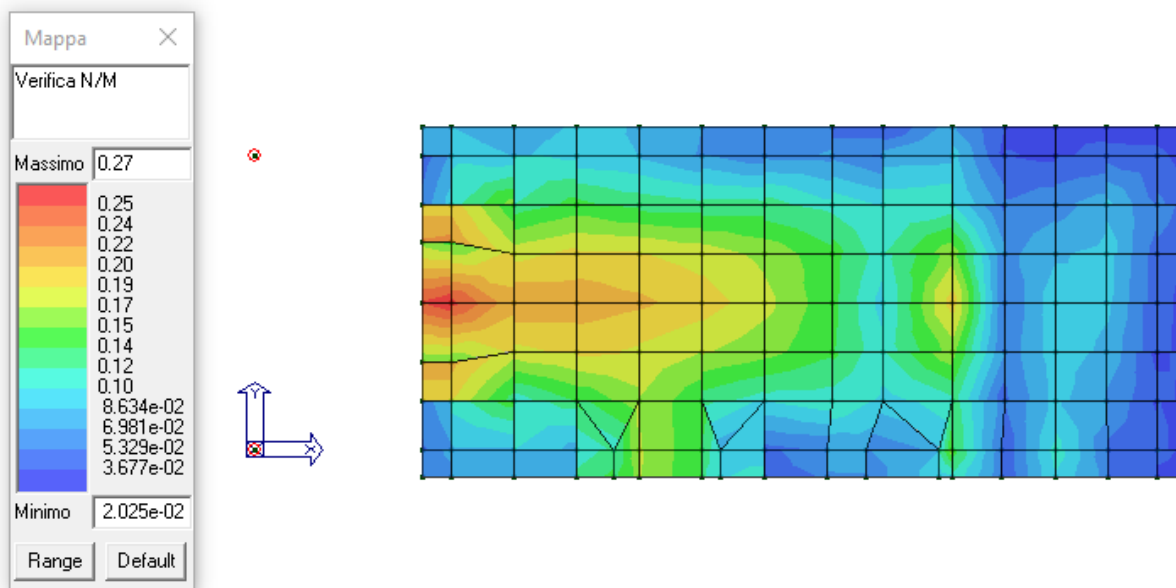 Mappa
Verifica N/M
Massimo 0.27
0.25
0.24
0.22
0.20
0.19
0.17
0.15
0.14
0.12
0.10
8.634e-02
6.981e-02
5.329e-02
3.677e-02
Minimo 2.025e-02
Range Default
Y
X